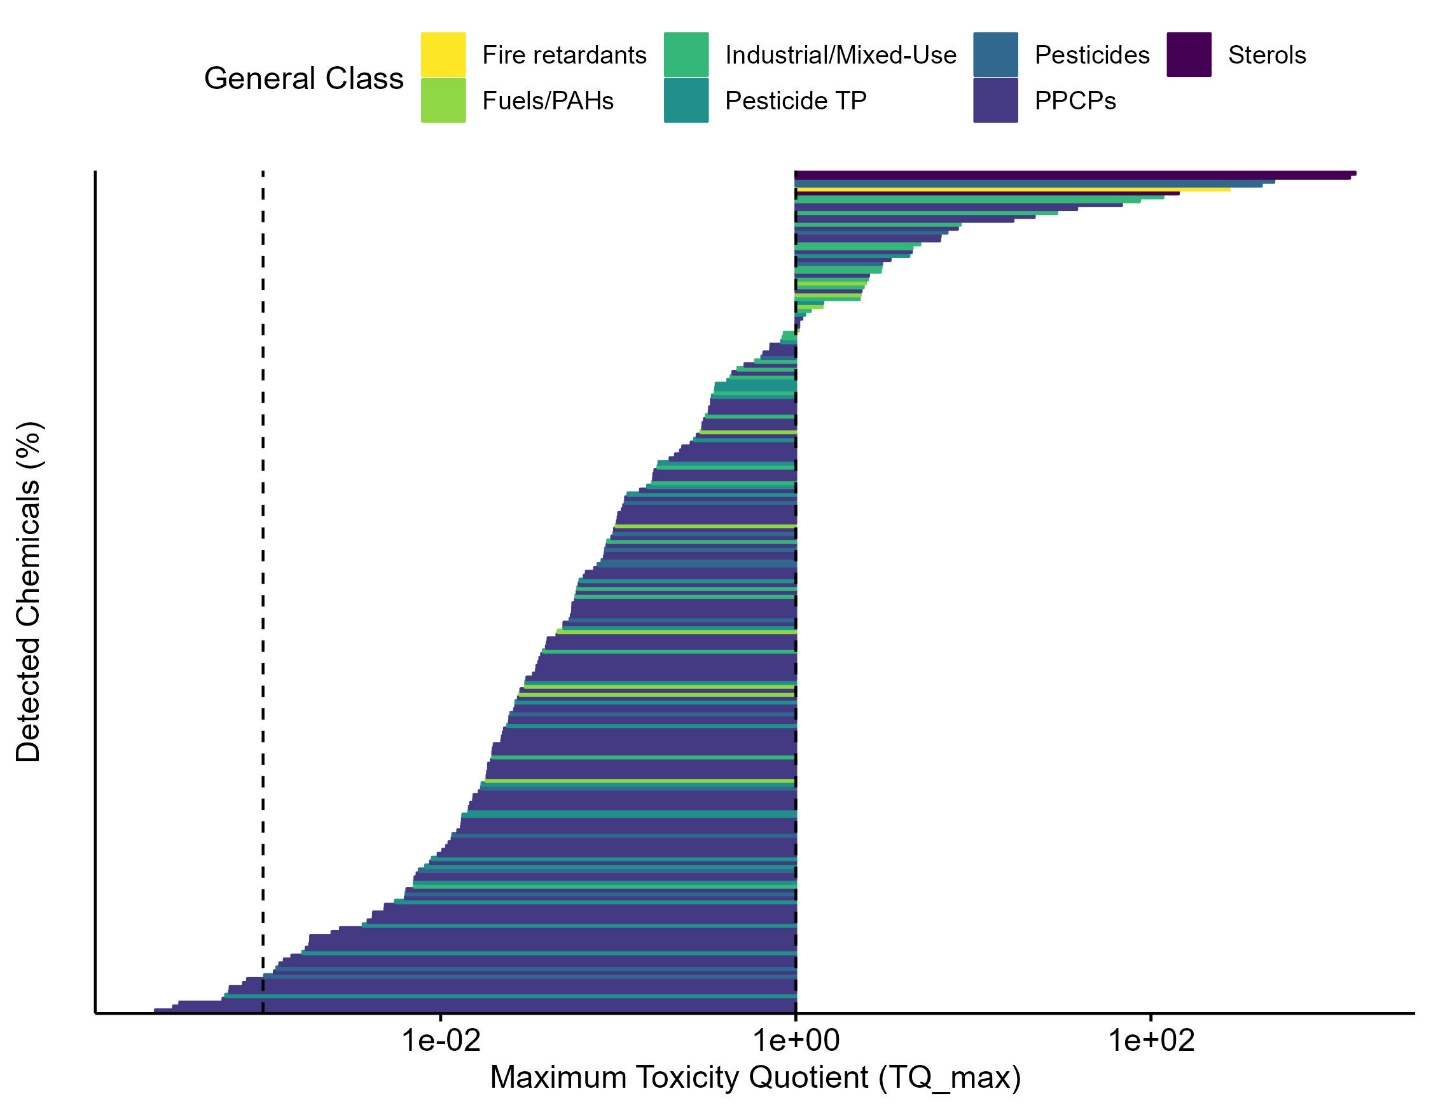 General Class
Fire retardants Industrial/Mixed-Use Pesticides Sterols
Fuels/PAHs Pesticide TP PPCPs
Detected Chemicals (%)
1e-02 1e+00 1e+02
Maximum Toxicity Quotient (TQ_max)